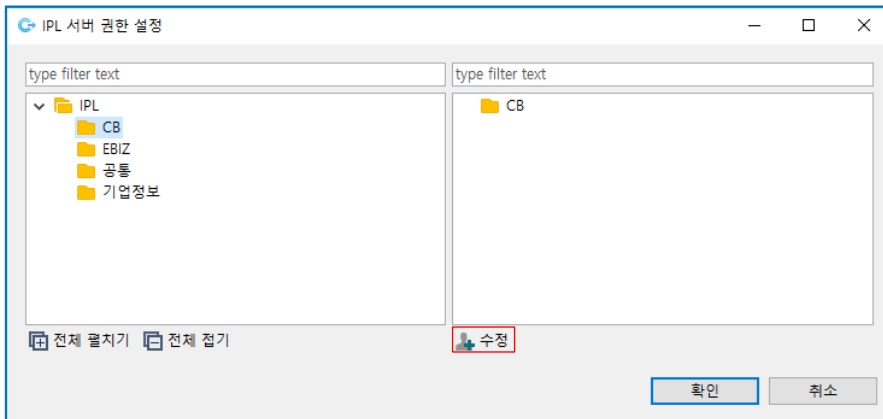 IPL 서버 권한 설정
type filter text
type filter text
IPL
CB
EBIZ
공통
기업정보
CB
전체 펼치기 전체 접기
수정
확인 취소